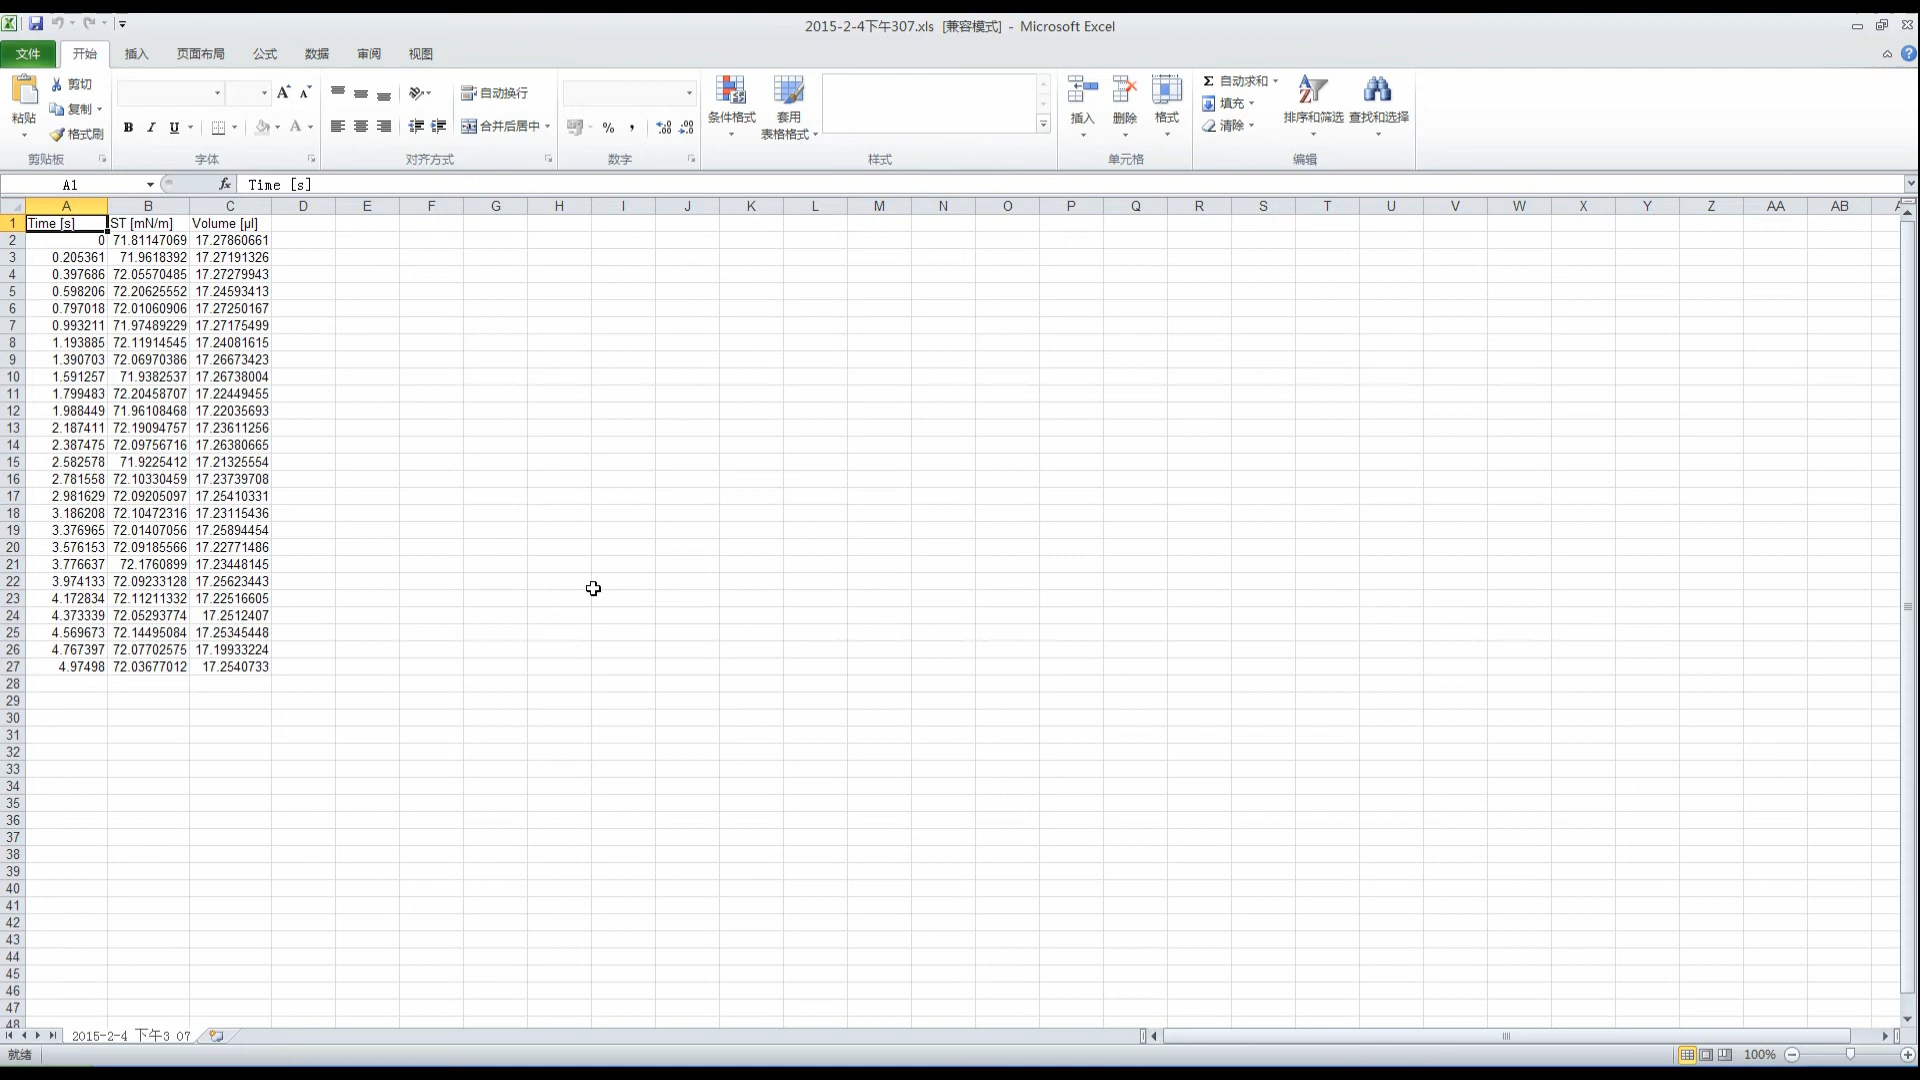 2015-2-4下午307.xls [兼容模式] - Microsoft Excel
文件 开始 插入 页面布局 公式 数据 审阅 视图
剪切
复制
格式刷
粘贴
剪贴板
B I U A
字体
自动换行
合并后居中
对齐方式
% ,
数字
条件格式
套用
表格格式
样式
插入 删除 格式
单元格
Σ 自动求和
填充
清除
排序和筛选 查找和选择
编辑
A1 fx Time [s]
A B C D E F G H I J K L M N O P Q R S T U V W X Y Z AA AB
1 Time [s] ST [mN/m] Volume [µl]
2 0 71.81147069 17.27860661
3 0.205361 71.9618392 17.27191326
4 0.397686 72.05570485 17.27279943
5 0.598206 72.20625552 17.24593413
6 0.797018 72.01060906 17.27250167
7 0.993211 71.97489229 17.27175499
8 1.193885 72.11914545 17.24081615
9 1.390703 72.06970386 17.26673423
10 1.591257 71.9382537 17.26738004
11 1.799483 72.20458707 17.22449455
12 1.988449 71.96108468 17.22035693
13 2.187411 72.19094757 17.23611256
14 2.387475 72.09756716 17.26380665
15 2.582578 71.9225412 17.21325554
16 2.781558 72.10330459 17.23739708
17 2.981629 72.09205097 17.25410331
18 3.186208 72.10472316 17.23115436
19 3.376965 72.01407056 17.25894454
20 3.576153 72.09185566 17.22771486
21 3.776637 72.1760899 17.23448145
22 3.974133 72.09233128 17.25623443
23 4.172834 72.11211332 17.22516605
24 4.373339 72.05293774 17.2512407
25 4.569673 72.14495084 17.25345448
26 4.767397 72.07702575 17.19933224
27 4.97498 72.03677012 17.2540733
28
29
30
31
32
33
34
35
36
37
38
39
40
41
42
43
44
45
46
47
48
2015-2-4 下午3 07
就绪 100%